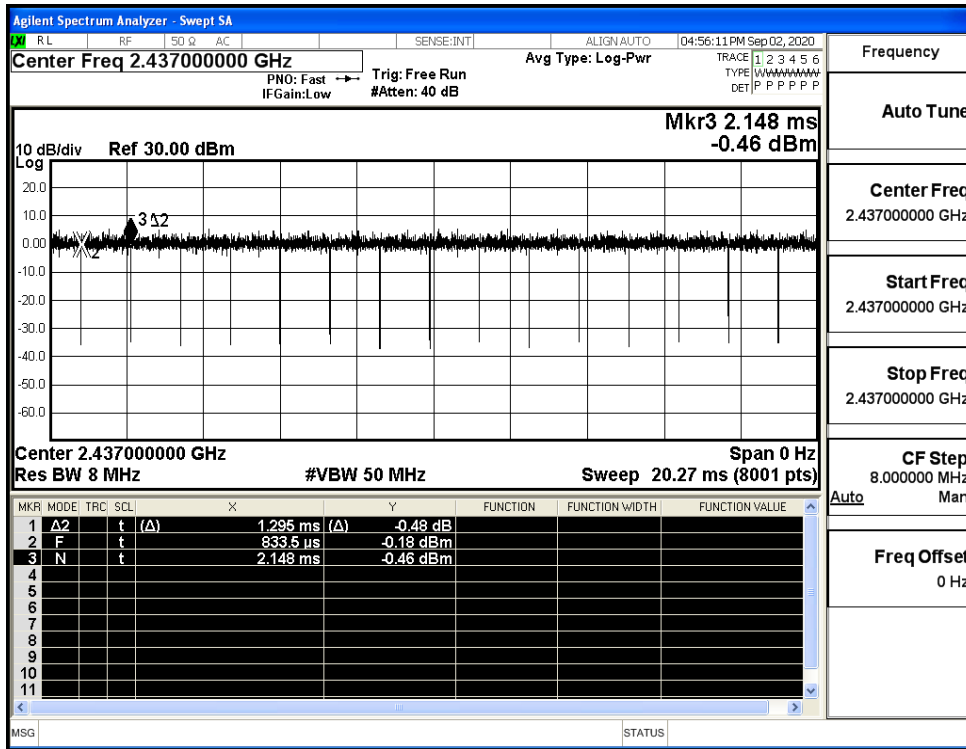 Agilent Spectrum Analyzer - Swept SA
LXI RL RF 50 Ω AC SENSE:INT ALIGN AUTO 04:56:11 PM Sep 02, 2020
Center Freq 2.437000000 GHz
PNO: Fast Trig: Free Run
IFGain:Low #Atten: 40 dB
Avg Type: Log-Pwr
TRACE 1 2 3 4 5 6
TYPE
DET P P P P P P
Mkr3 2.148 ms
-0.46 dBm
10 dB/div Ref 30.00 dBm
Log
20.0
10.0
0.00
-10.0
-20.0
-30.0
-40.0
-50.0
-60.0
3 Δ2
2
Center 2.437000000 GHz Span 0 Hz
Res BW 8 MHz #VBW 50 MHz Sweep 20.27 ms (8001 pts)
MKR MODE TRC SCL X Y FUNCTION FUNCTION WIDTH FUNCTION VALUE
1 Δ2 t (Δ) 1.295 ms (Δ) -0.48 dB
2 F t 833.5 µs -0.18 dBm
3 N t 2.148 ms -0.46 dBm
4
5
6
7
8
9
10
11
MSG STATUS
Frequency
Auto Tune
Center Freq
2.437000000 GHz
Start Freq
2.437000000 GHz
Stop Freq
2.437000000 GHz
CF Step
8.000000 MHz
Auto Man
Freq Offset
0 Hz